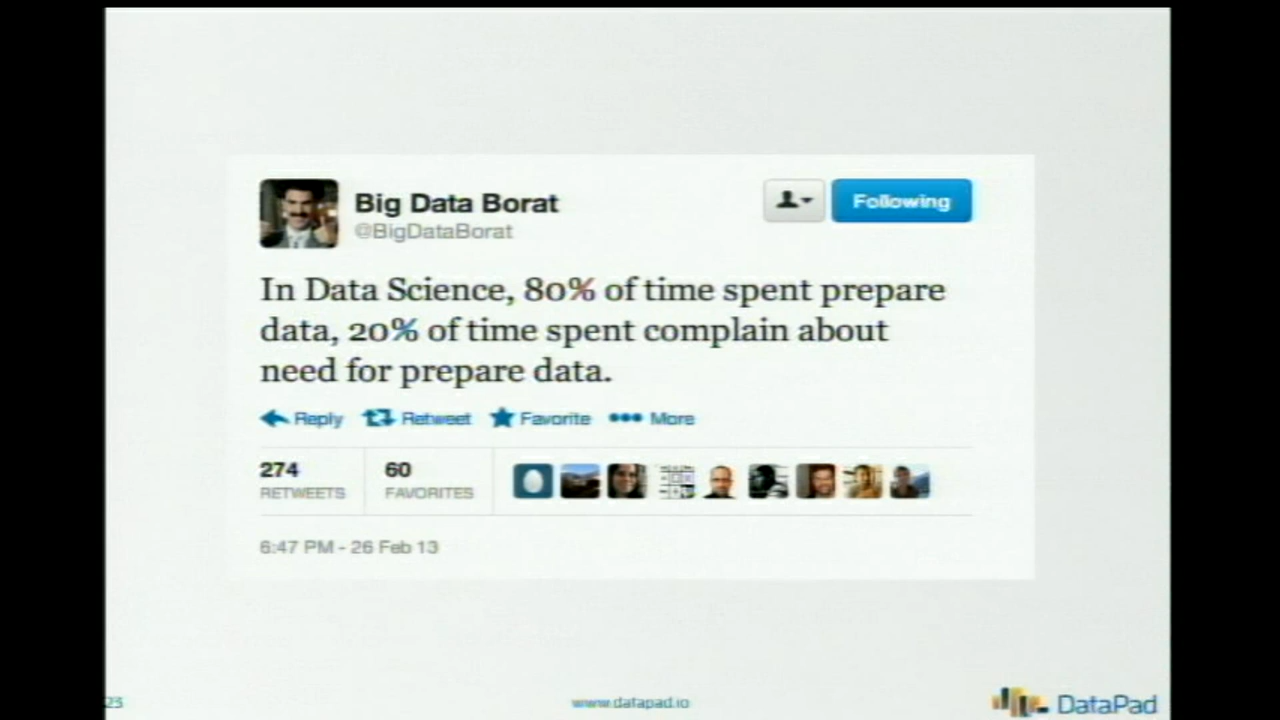 Big Data Borat
Following
@BigDataBorat
In Data Science, 80% of time spent prepare
data, 20% of time spent complain about
need for prepare data.
Reply Retweet Favorite More
274 60
RETWEETS FAVORITES
6:47 PM - 26 Feb 13
23 www.datapad.io DataPad